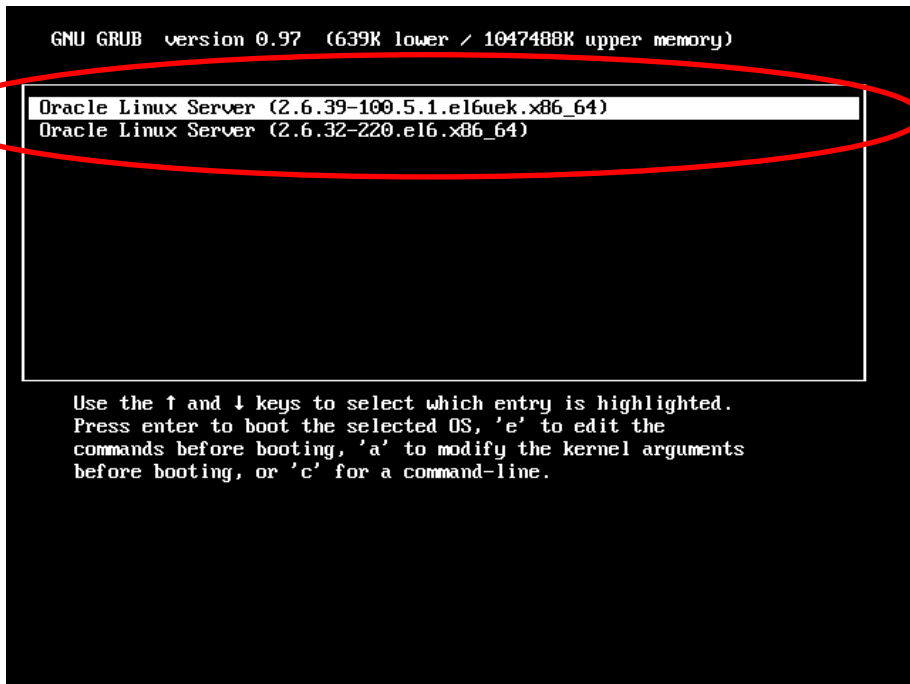 GNU GRUB  version 0.97  (639K lower / 1047488K upper memory)
Oracle Linux Server (2.6.39-100.5.1.el6uek.x86_64)
Oracle Linux Server (2.6.32-220.el6.x86_64)
Use the ↑ and ↓ keys to select which entry is highlighted.
Press enter to boot the selected OS, 'e' to edit the
commands before booting, 'a' to modify the kernel arguments
before booting, or 'c' for a command-line.